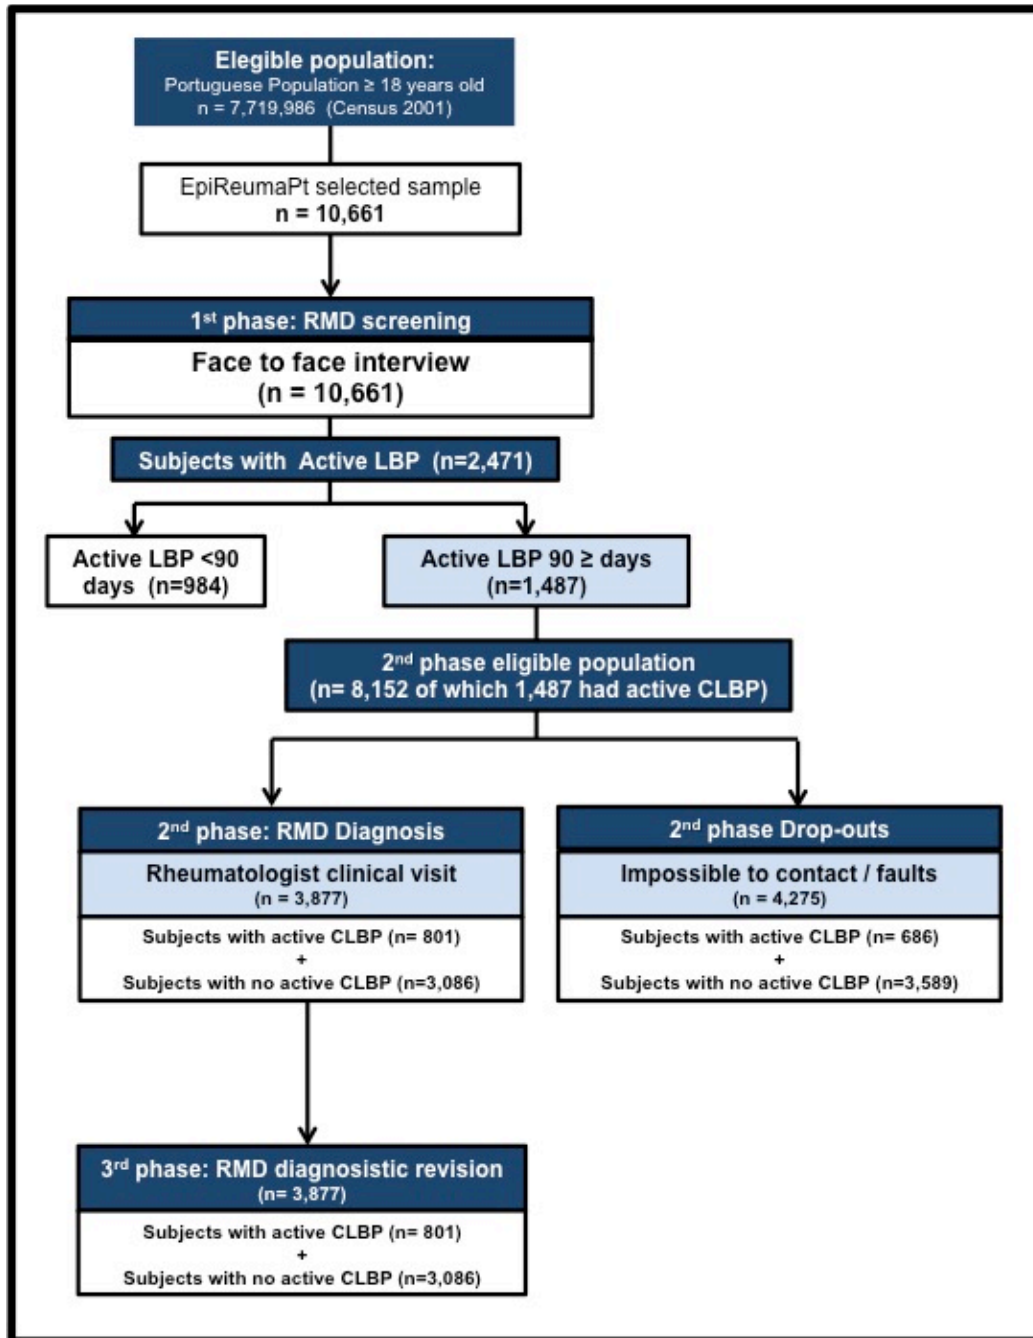 Elegible population:
Portuguese Population ≥ 18 years old
n = 7,719,986 (Census 2001)
EpiReumaPt selected sample
n = 10,661
1st phase: RMD screening
Face to face interview
(n = 10,661)
Subjects with Active LBP (n=2,471)
Active LBP <90
days (n=984)
Active LBP 90 ≥ days
(n=1,487)
2nd phase eligible population
(n= 8,152 of which 1,487 had active CLBP)
2nd phase: RMD Diagnosis
Rheumatologist clinical visit
(n = 3,877)
Subjects with active CLBP (n= 801)
+
Subjects with no active CLBP (n=3,086)
2nd phase Drop-outs
Impossible to contact / faults
(n = 4,275)
Subjects with active CLBP (n= 686)
+
Subjects with no active CLBP (n=3,589)
3rd phase: RMD diagnosistic revision
(n= 3,877)
Subjects with active CLBP (n= 801)
+
Subjects with no active CLBP (n=3,086)